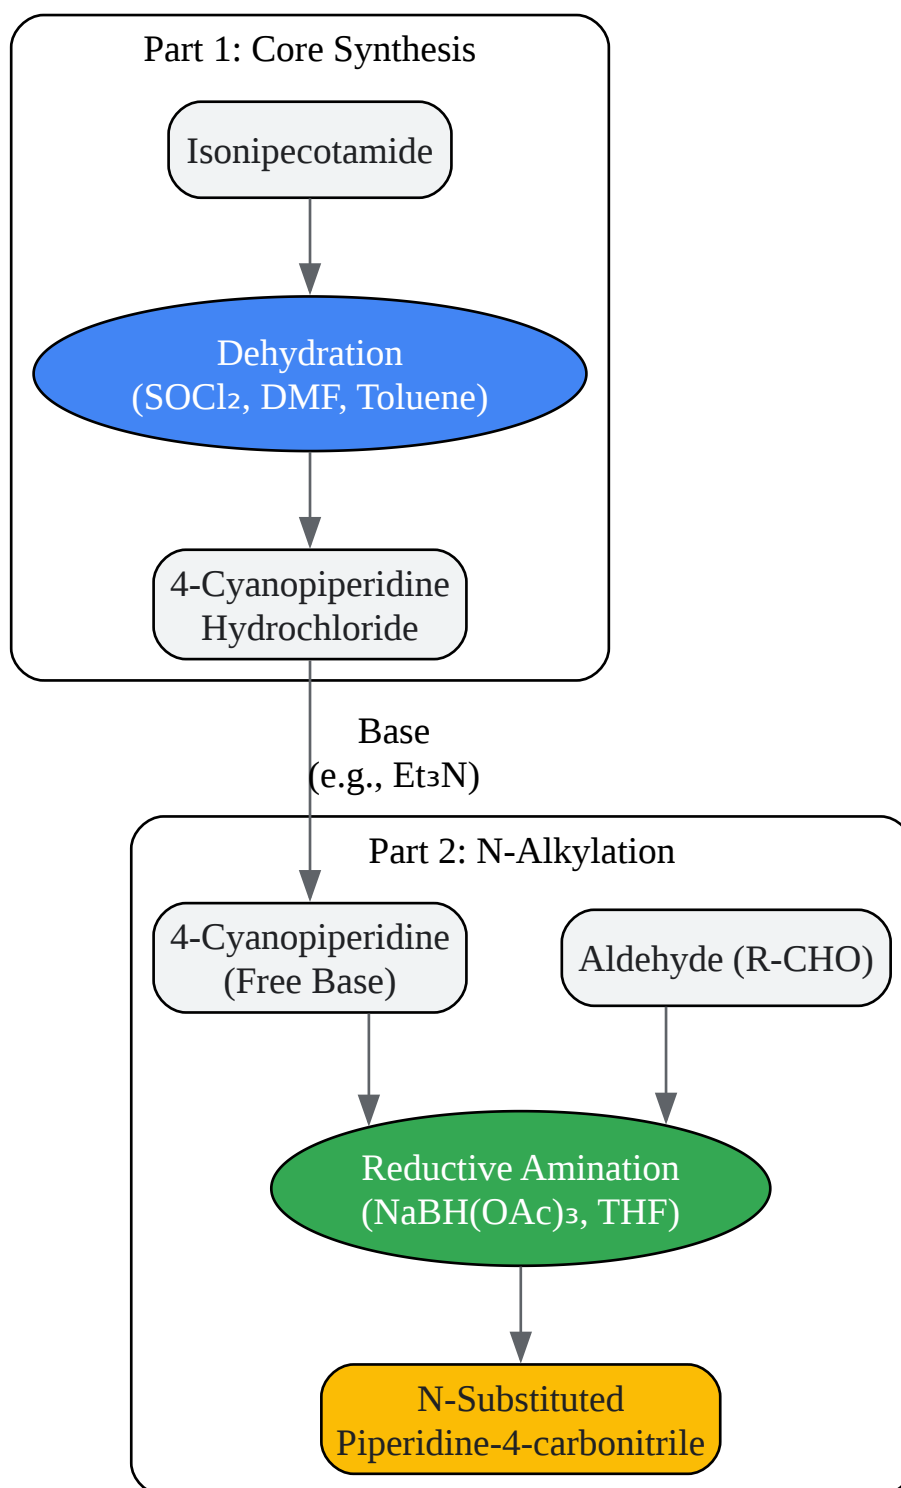 Part 1: Core Synthesis
Isonipecotamide
Dehydration
(SOCl₂, DMF, Toluene)
4-Cyanopiperidine
Hydrochloride
Base
(e.g., Et₃N)
Part 2: N-Alkylation
4-Cyanopiperidine
(Free Base)
Aldehyde (R-CHO)
Reductive Amination
(NaBH(OAc)₃, THF)
N-Substituted
Piperidine-4-carbonitrile